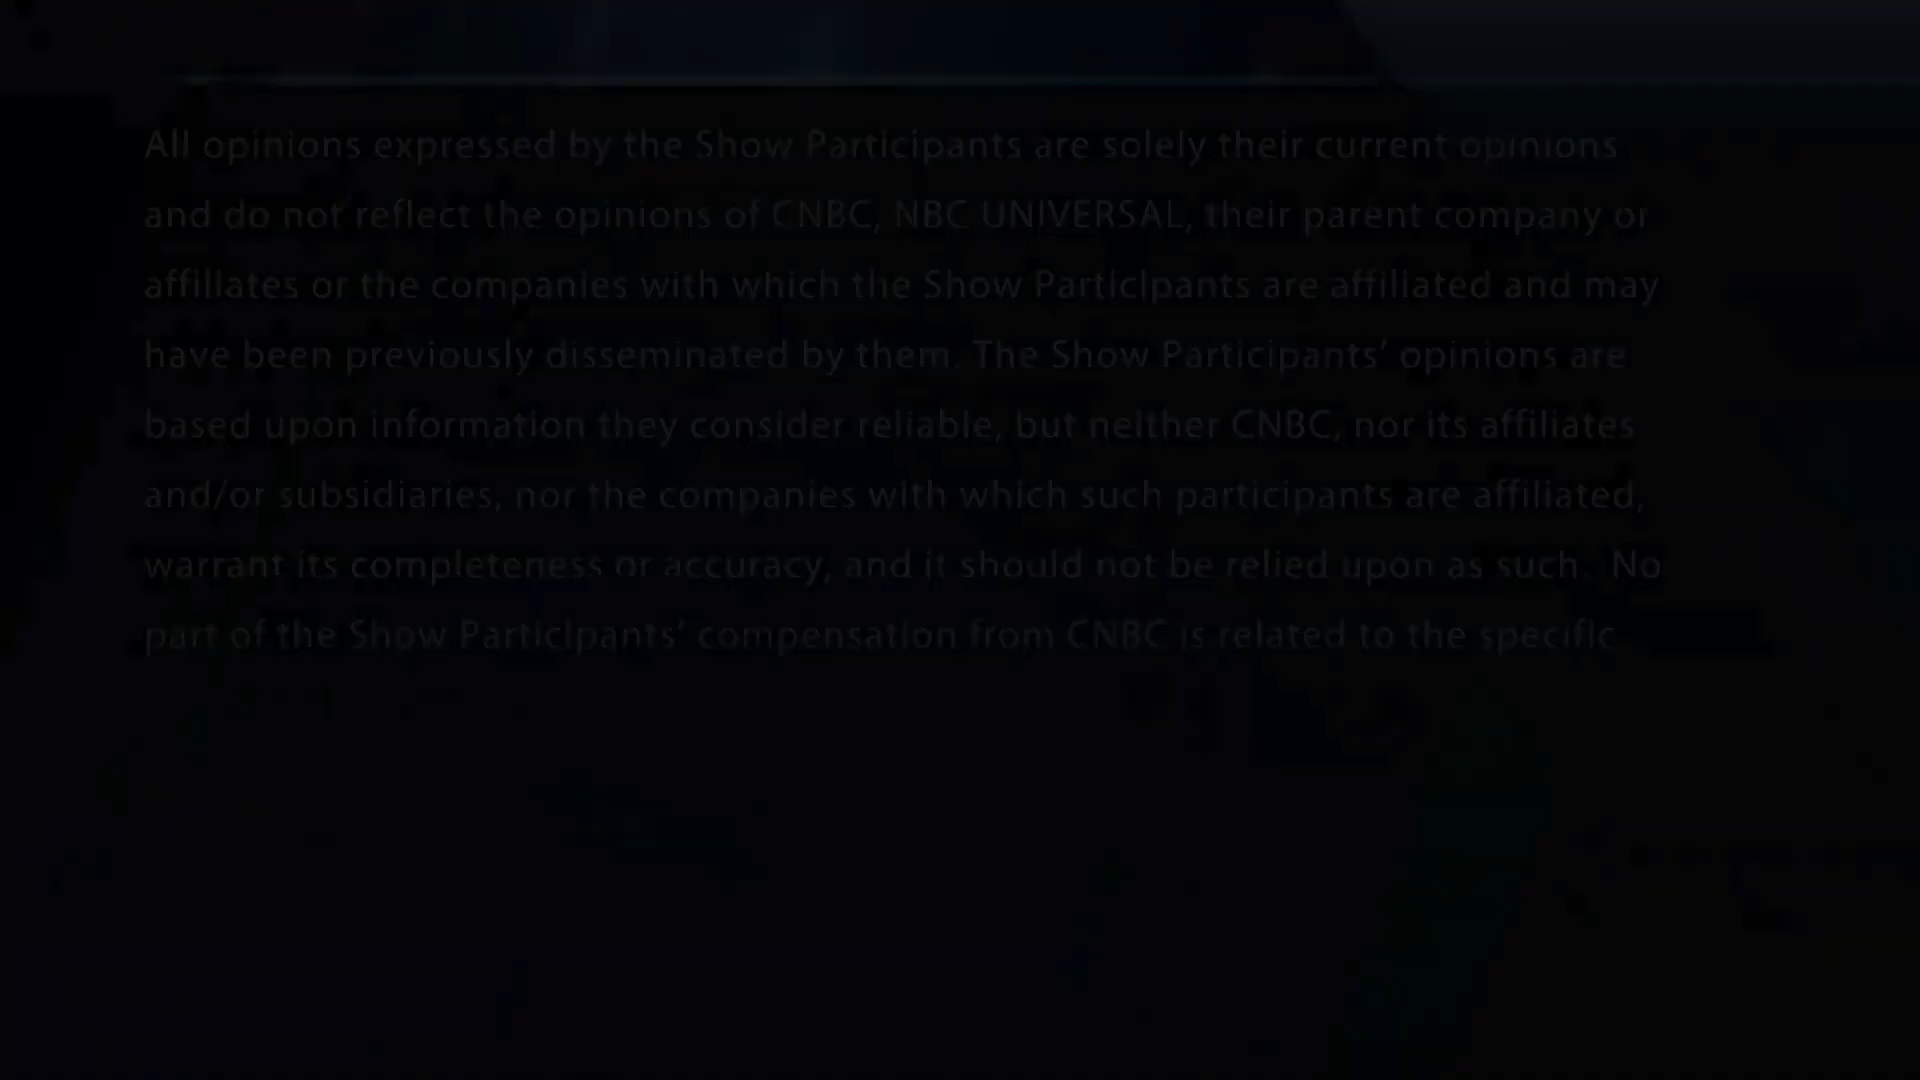 All opinions expressed by the Show Participants are solely their current opinions
and do not reflect the opinions of CNBC, NBC UNIVERSAL, their parent company or
affiliates or the companies with which the Show Participants are affiliated and may
have been previously disseminated by them. The Show Participants’ opinions are
based upon information they consider reliable, but neither CNBC, nor its affiliates
and/or subsidiaries, nor the companies with which such participants are affiliated,
warrant its completeness or accuracy, and it should not be relied upon as such. No
part of the Show Participants’ compensation from CNBC is related to the specific